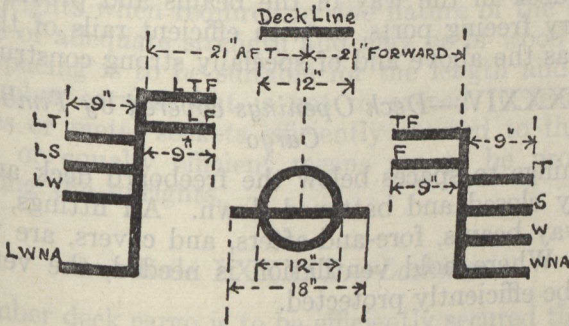 Deck Line
21" AFT
21" FORWARD
12"
LTF
LF
9"
LT
LS
LW
LWNA
9"
TF
F
9"
9"
T
S
W
WNA
12"
18"